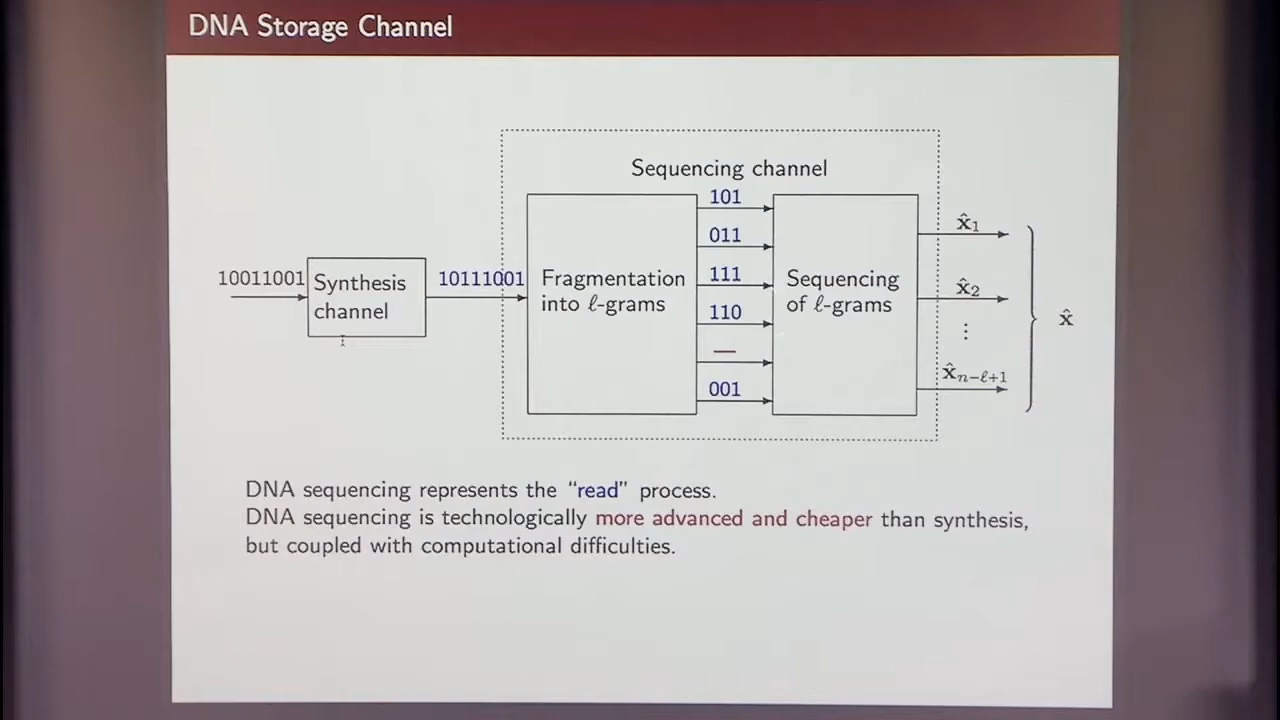 DNA Storage Channel
Sequencing channel
10011001
Synthesis
channel
10111001
Fragmentation
into ℓ-grams
101
011
111
110
—
001
Sequencing
of ℓ-grams
x̂1
x̂2
⋮
x̂n−ℓ+1
x̂
DNA sequencing represents the “read” process.
DNA sequencing is technologically more advanced and cheaper than synthesis,
but coupled with computational difficulties.